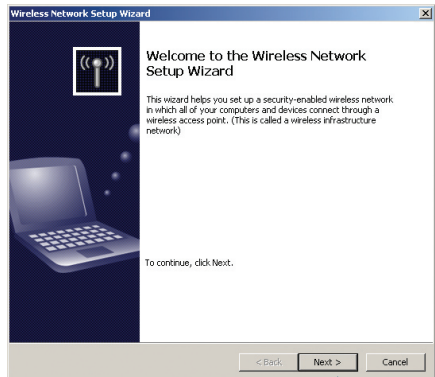 Wireless Network Setup Wizard
Welcome to the Wireless Network
Setup Wizard
This wizard helps you set up a security-enabled wireless network
in which all of your computers and devices connect through a
wireless access point. (This is called a wireless infrastructure
network)
To continue, click Next.
< Back Next > Cancel